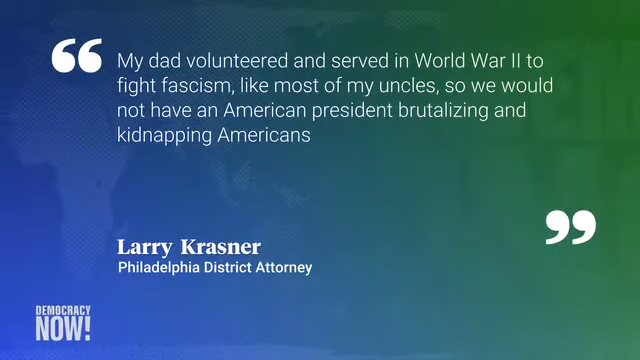 “
My dad volunteered and served in World War II to
fight fascism, like most of my uncles, so we would
not have an American president brutalizing and
kidnapping Americans
”
Larry Krasner
Philadelphia District Attorney
DEMOCRACY
NOW!